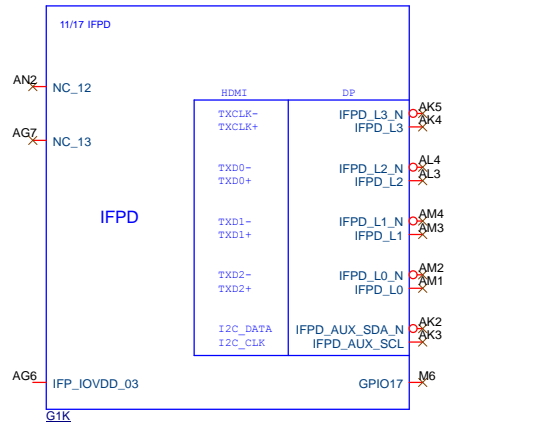 11/17 IFPD
AN2
NC_12
HDMI DP
TXCLK- IFPD_L3_N AK5
TXCLK+ IFPD_L3 AK4
AG7
NC_13
TXD0- IFPD_L2_N AL4
TXD0+ IFPD_L2 AL3
IFPD
TXD1- IFPD_L1_N AM4
TXD1+ IFPD_L1 AM3
TXD2- IFPD_L0_N AM2
TXD2+ IFPD_L0 AM1
I2C_DATA IFPD_AUX_SDA_N AK2
I2C_CLK IFPD_AUX_SCL AK3
AG6 IFP_IOVDD_03 GPIO17 M6
G1K